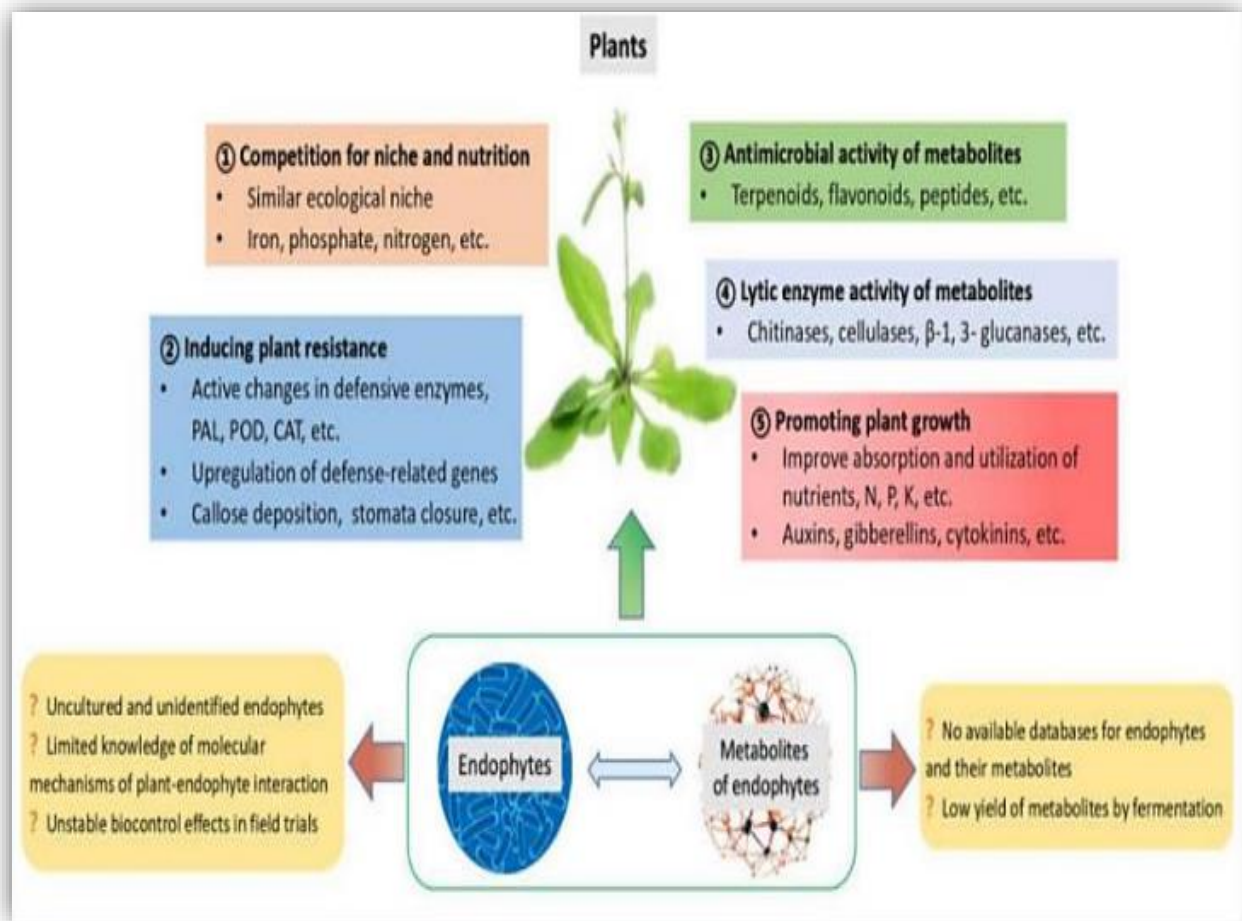 Plants
① Competition for niche and nutrition
• Similar ecological niche
• Iron, phosphate, nitrogen, etc.
② Inducing plant resistance
• Active changes in defensive enzymes,
PAL, POD, CAT, etc.
• Upregulation of defense-related genes
• Callose deposition, stomata closure, etc.
③ Antimicrobial activity of metabolites
• Terpenoids, flavonoids, peptides, etc.
④ Lytic enzyme activity of metabolites
• Chitinases, cellulases, β-1, 3- glucanases, etc.
⑤ Promoting plant growth
• Improve absorption and utilization of
nutrients, N, P, K, etc.
• Auxins, gibberellins, cytokinins, etc.
? Uncultured and unidentified endophytes
? Limited knowledge of molecular
mechanisms of plant-endophyte interaction
? Unstable biocontrol effects in field trials
Endophytes
Metabolites
of endophytes
? No available databases for endophytes
and their metabolites
? Low yield of metabolites by fermentation